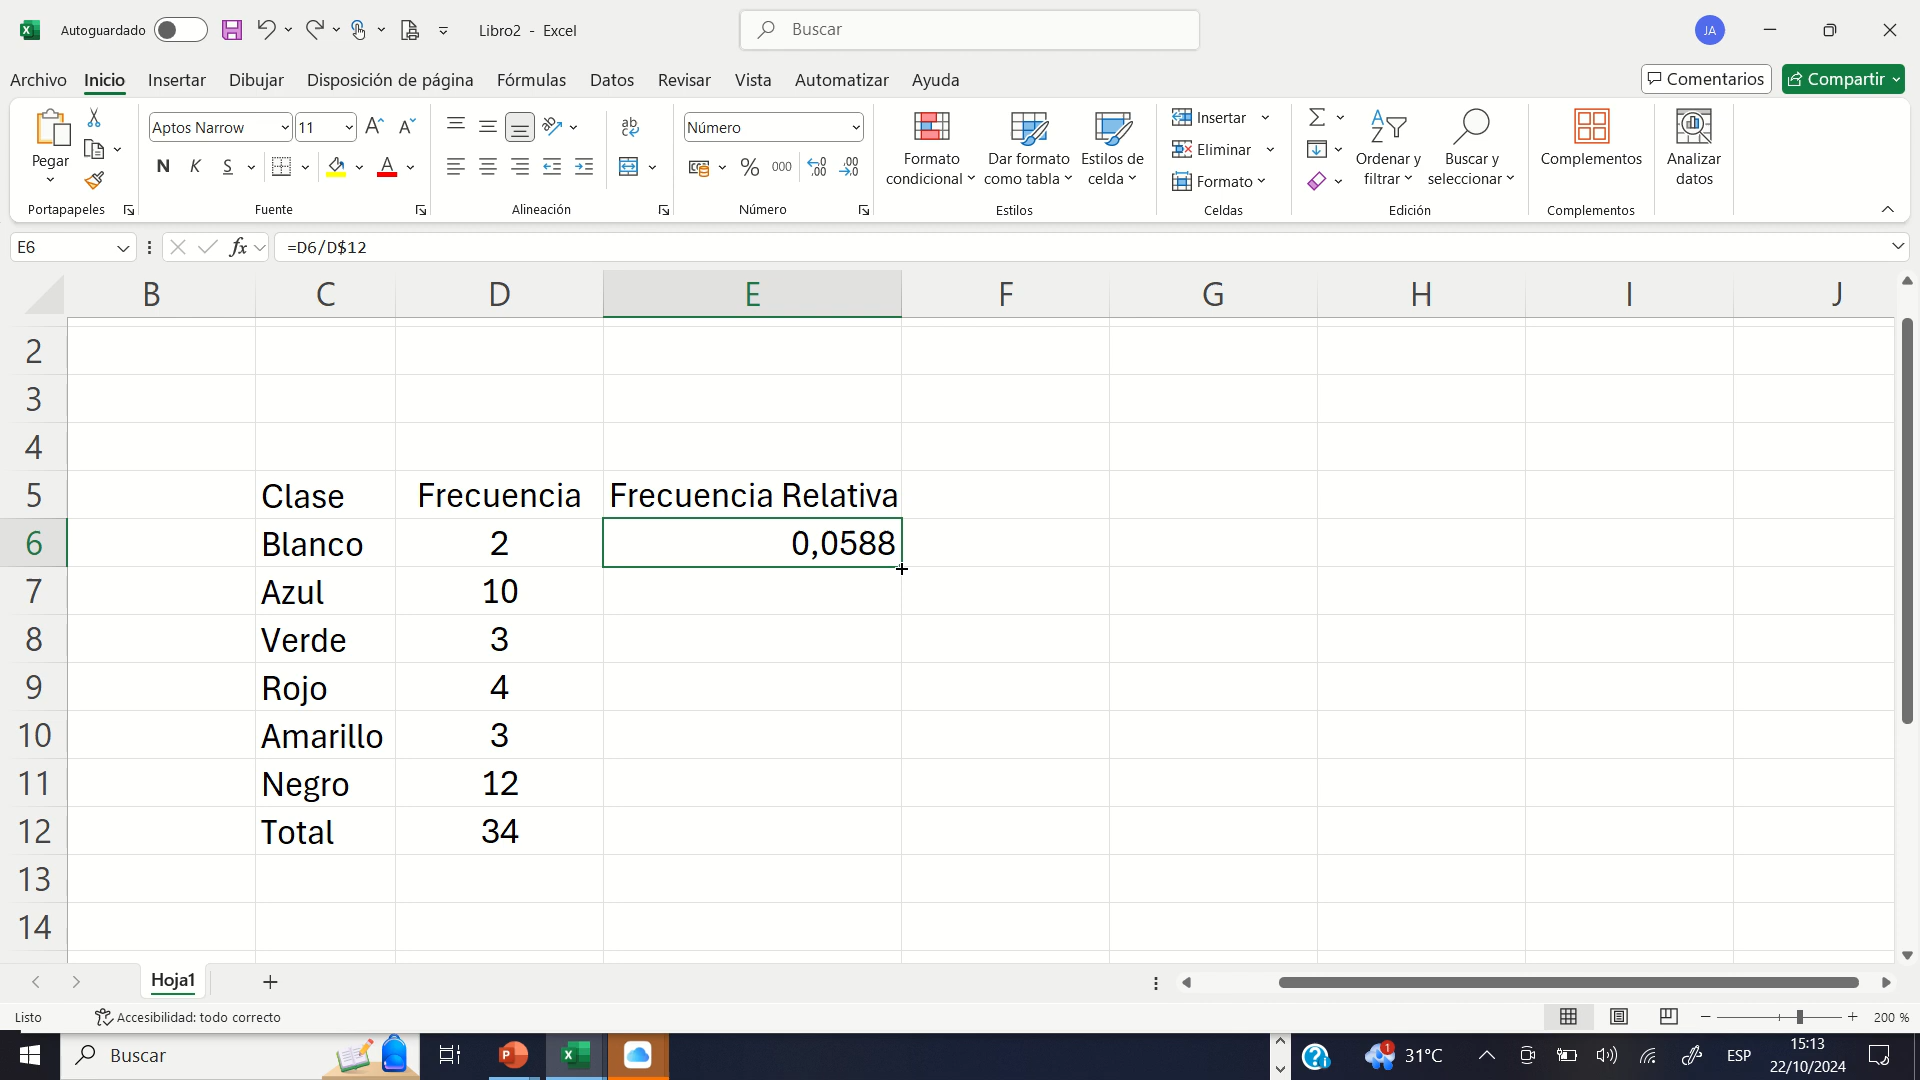 Autoguardado
Libro2 - Excel
Buscar
JA
Archivo Inicio Insertar Dibujar Disposición de página Fórmulas Datos Revisar Vista Automatizar Ayuda
Comentarios
Compartir
Pegar
Portapapeles
Aptos Narrow
11
N K S
Fuente
ab
Alineación
Número
% 000
Número
Formato condicional
Dar formato como tabla
Estilos de celda
Estilos
Insertar
Eliminar
Formato
Celdas
Ordenar y filtrar
Buscar y seleccionar
Edición
Complementos
Complementos
Analizar datos
E6
fx
=D6/D$12
B C D E F G H I J
2
3
4
5 Clase Frecuencia Frecuencia Relativa
6 Blanco 2 0,0588
7 Azul 10
8 Verde 3
9 Rojo 4
10 Amarillo 3
11 Negro 12
12 Total 34
13
14
Hoja1
Listo
Accesibilidad: todo correcto
200 %
Buscar
1
31°C
ESP
15:13
22/10/2024